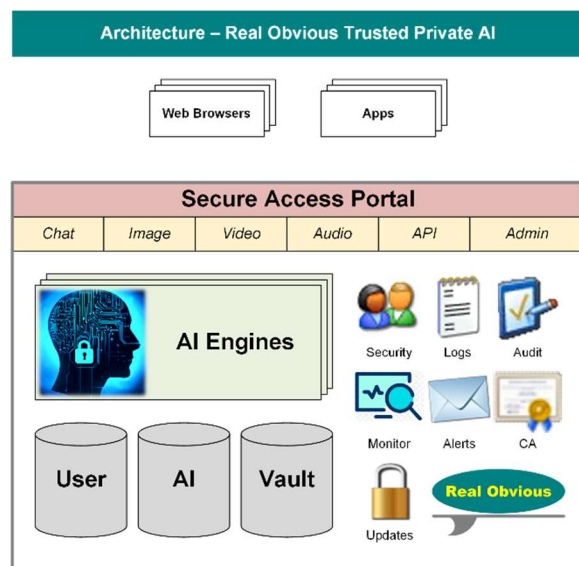 Architecture – Real Obvious Trusted Private AI
Web Browsers
Apps
Secure Access Portal
Chat Image Video Audio API Admin
AI Engines
Security Logs Audit
Monitor Alerts CA
User AI Vault
Real Obvious
Updates